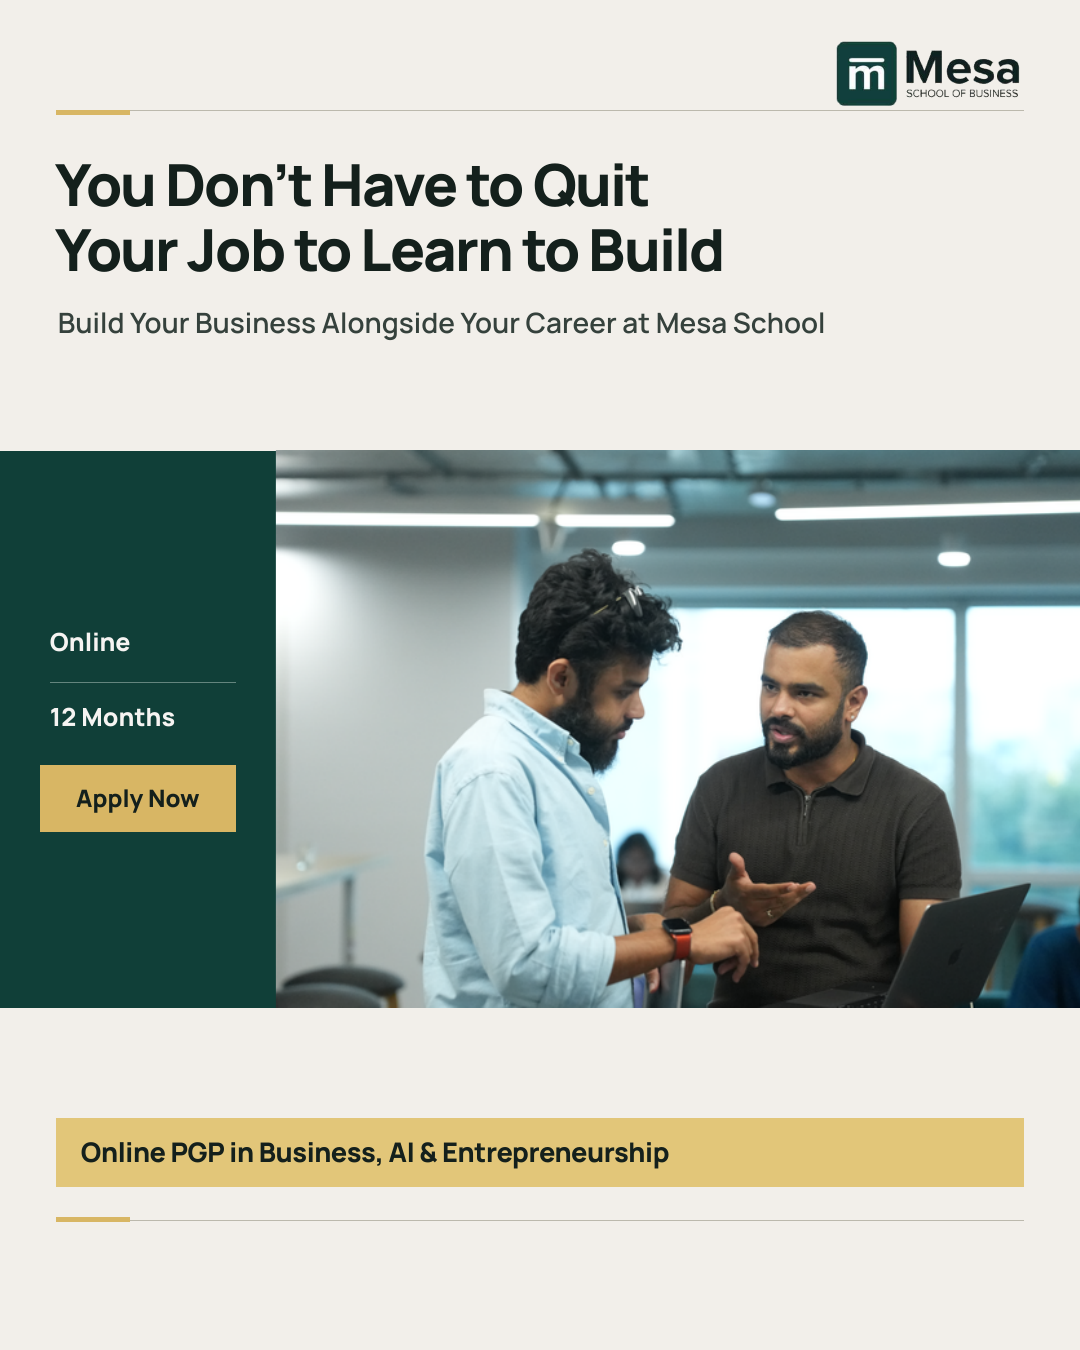 m Mesa
SCHOOL OF BUSINESS
You Don’t Have to Quit
Your Job to Learn to Build
Build Your Business Alongside Your Career at Mesa School
Online
12 Months
Apply Now
Online PGP in Business, AI & Entrepreneurship